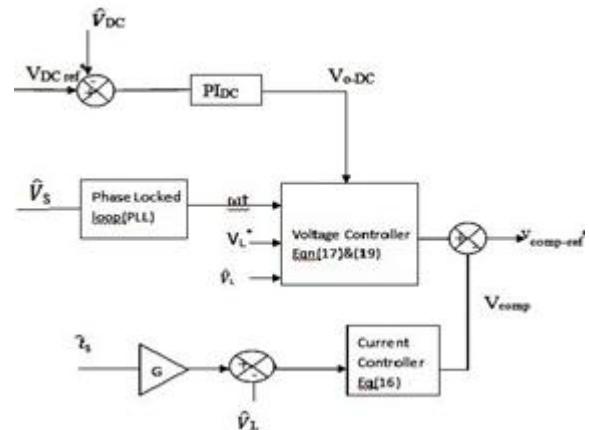 V̂DC
VDC ref
PIDC
Vo-DC
V̂S
Phase Locked
loop(PLL)
ωt
VL*
V̂L
Voltage Controller
Eqn(17)&(19)
vcomp-ref*
Vcomp
îs
G
V̂L
Current
Controller
Eq(16)